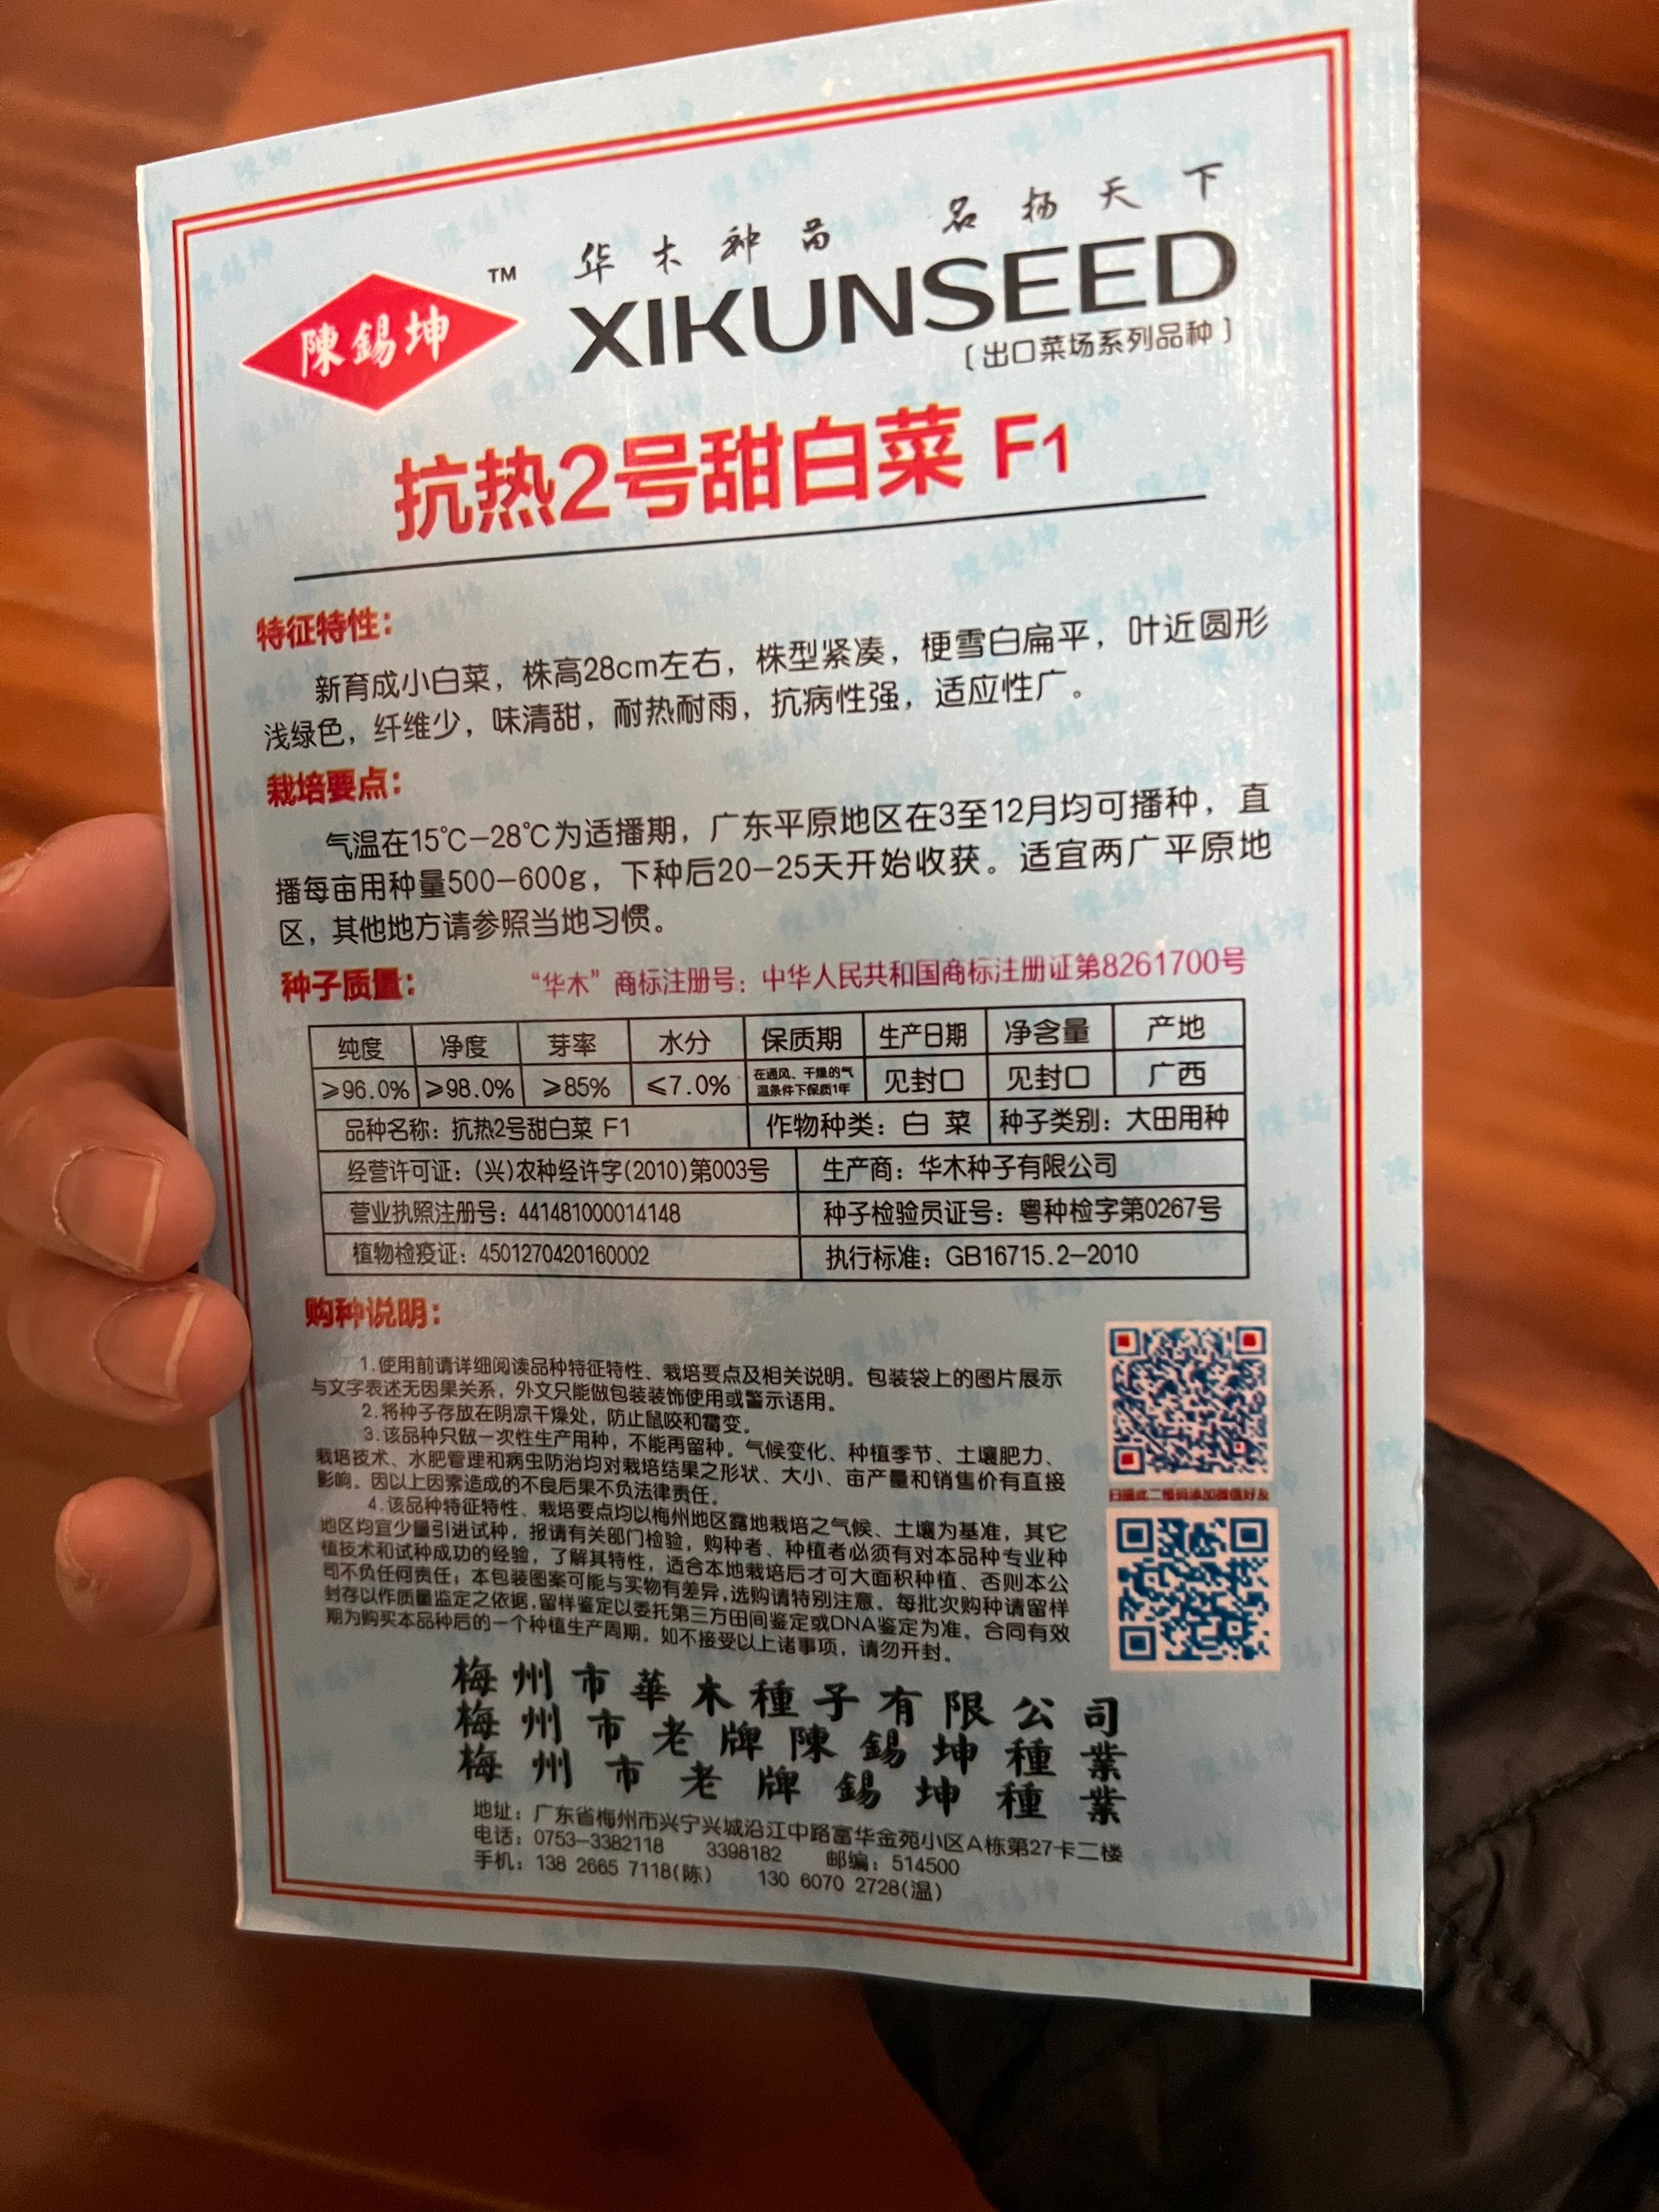 华木种苗 名扬天下
陳錫坤 TM
XIKUNSEED
〔出口菜场系列品种〕
抗热2号甜白菜 F1
特征特性：
新育成小白菜，株高28cm左右，株型紧凑，梗雪白扁平，叶近圆形
浅绿色，纤维少，味清甜，耐热耐雨，抗病性强，适应性广。
栽培要点：
气温在15℃-28℃为适播期，广东平原地区在3至12月均可播种，直
播每亩用种量500-600g，下种后20-25天开始收获。适宜两广平原地
区，其他地方请参照当地习惯。
种子质量： “华木”商标注册号：中华人民共和国商标注册证第8261700号
纯度 净度 芽率 水分 保质期 生产日期 净含量 产地
≥96.0% ≥98.0% ≥85% ≤7.0% 在通风、干燥的气温条件下保质1年 见封口 见封口 广西
品种名称：抗热2号甜白菜 F1 作物种类：白 菜 种子类别：大田用种
经营许可证：(兴)农种经许字(2010)第003号 生产商：华木种子有限公司
营业执照注册号：441481000014148 种子检验员证号：粤种检字第0267号
植物检疫证：4501270420160002 执行标准：GB16715.2-2010
购种说明：
1.使用前请详细阅读品种特征特性、栽培要点及相关说明。包装袋上的图片展示
与文字表述无因果关系，外文只能做包装装饰使用或警示语用。
2.将种子存放在阴凉干燥处，防止鼠咬和霉变。
3.该品种只做一次性生产用种，不能再留种。气候变化、种植季节、土壤肥力、
栽培技术、水肥管理和病虫防治均对栽培结果之形状、大小、亩产量和销售价有直接
影响。因以上因素造成的不良后果不负法律责任。
4.该品种特征特性、栽培要点均以梅州地区露地栽培之气候、土壤为基准，其它
地区均宜少量引进试种，报请有关部门检验，购种者、种植者必须有对本品种专业种
植技术和试种成功的经验，了解其特性，适合本地栽培后才可大面积种植、否则本公
司不负任何责任；本包装图案可能与实物有差异，选购请特别注意。每批次购种请留样
封存以作质量监定之依据，留样鉴定以委托第三方田间鉴定或DNA鉴定为准。合同有效
期为购买本品种后的一个种植生产周期。如不接受以上诸事项，请勿开封。
扫描此二维码添加微信好友
梅州市華木種子有限公司
梅州市老牌陳錫坤種業
梅州市老牌錫坤種業
地址：广东省梅州市兴宁兴城沿江中路富华金苑小区A栋第27卡二楼
电话：0753-3382118 3398182 邮编：514500
手机：138 2665 7118(陈) 130 6070 2728(温)